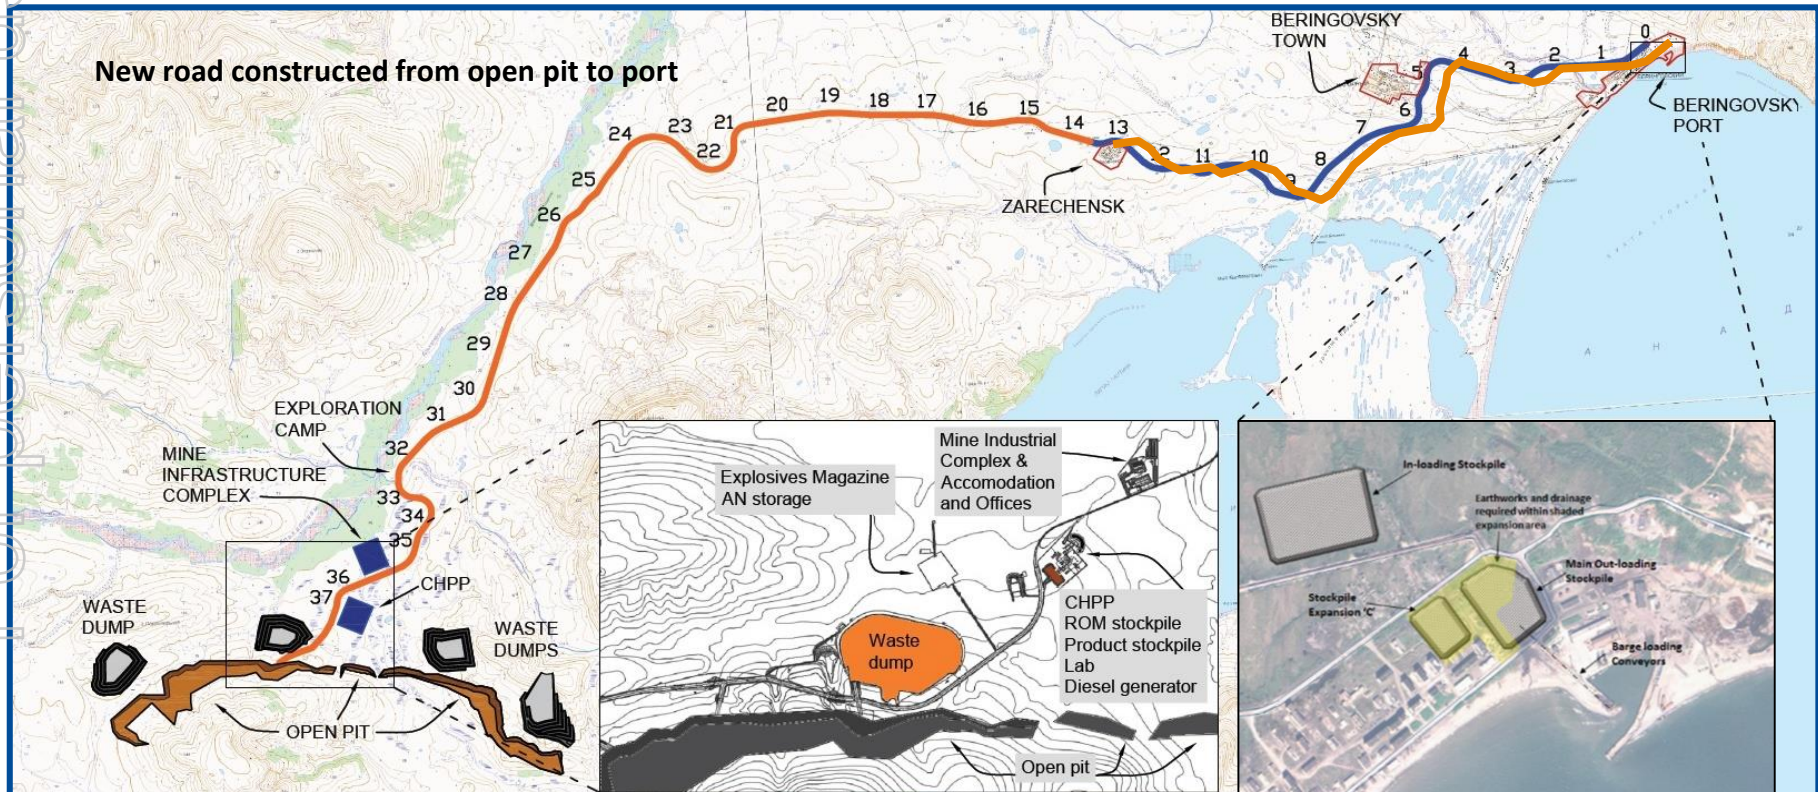 New road constructed from open pit to port
BERINGOVSKY
TOWN
BERINGOVSKY
PORT
0
1
2
3
4
5
6
7
8
9
10
11
12
13
14
15
16
17
18
19
20
21
22
23
24
25
26
27
28
29
30
31
32
33
34
35
36
37
ZARECHENSK
EXPLORATION
CAMP
MINE
INFRASTRUCTURE
COMPLEX
CHPP
WASTE
DUMP
WASTE
DUMPS
OPEN PIT
Explosives Magazine
AN storage
Mine Industrial
Complex &
Accomodation
and Offices
Waste
dump
CHPP
ROM stockpile
Product stockpile
Lab
Diesel generator
Open pit
In-loading Stockpile
Earthworks and drainage
required within shaded
expansion area
Main Out-loading
Stockpile
Stockpile
Expansion 'C'
Barge loading
Conveyors